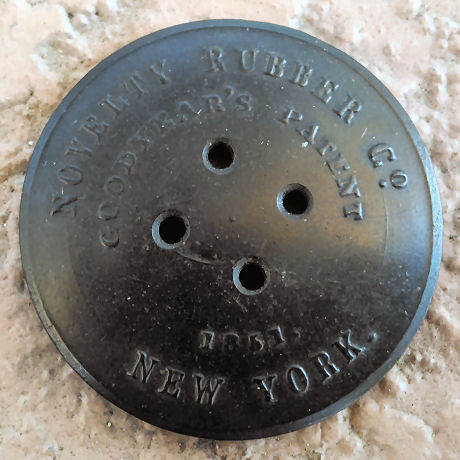 NOVELTY RUBBER Co.
GOODYEAR'S PATENT
1851.
NEW YORK.